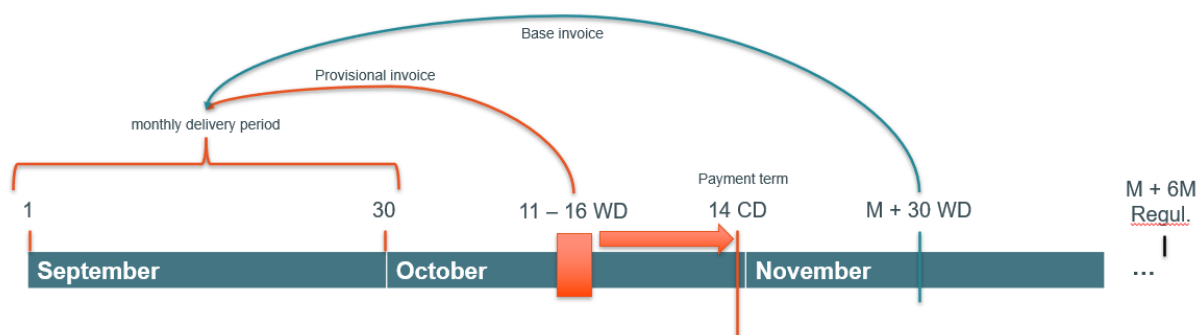 Base invoice
Provisional invoice
monthly delivery period
Payment term
M + 6M
Regul.
1
30
11 – 16 WD
14 CD
M + 30 WD
September
October
November
...